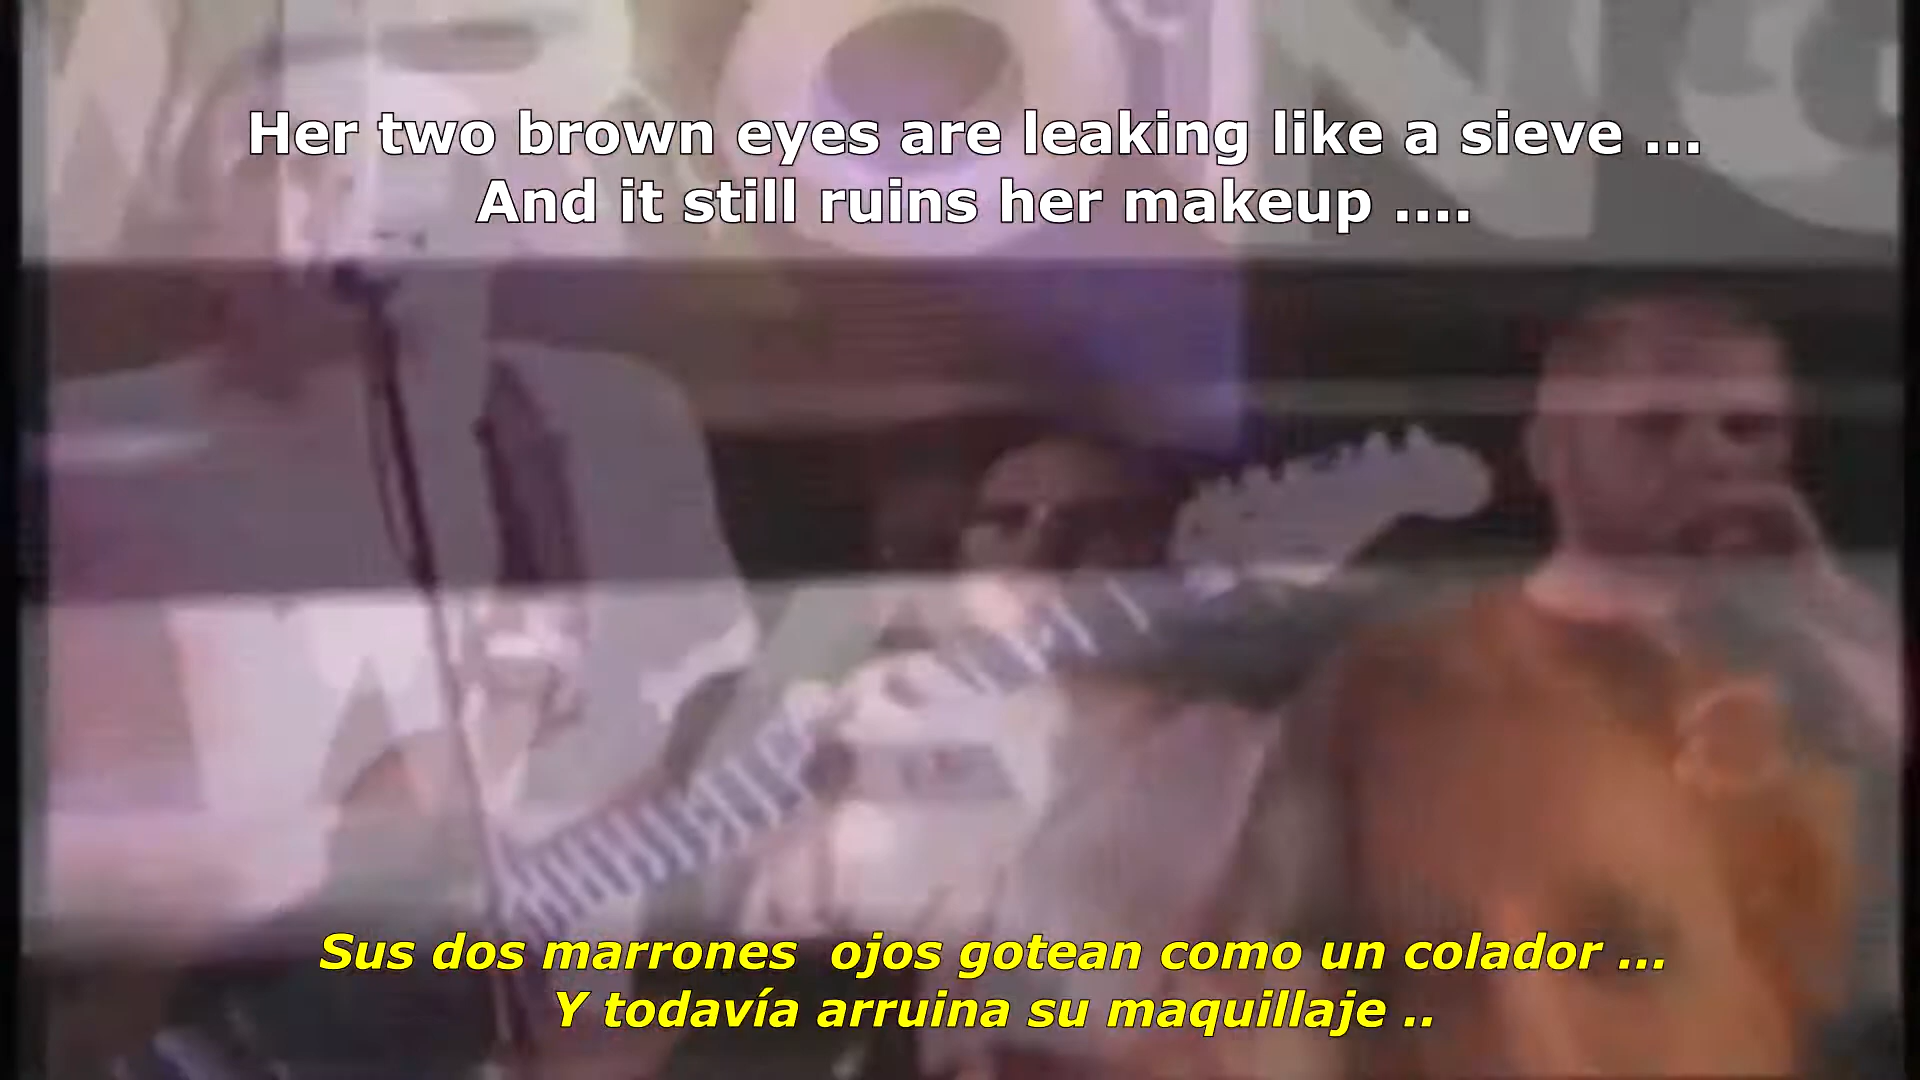 Her two brown eyes are leaking like a sieve ...
And it still ruins her makeup ....
Sus dos marrones  ojos gotean como un colador ...
Y todavía arruina su maquillaje ..